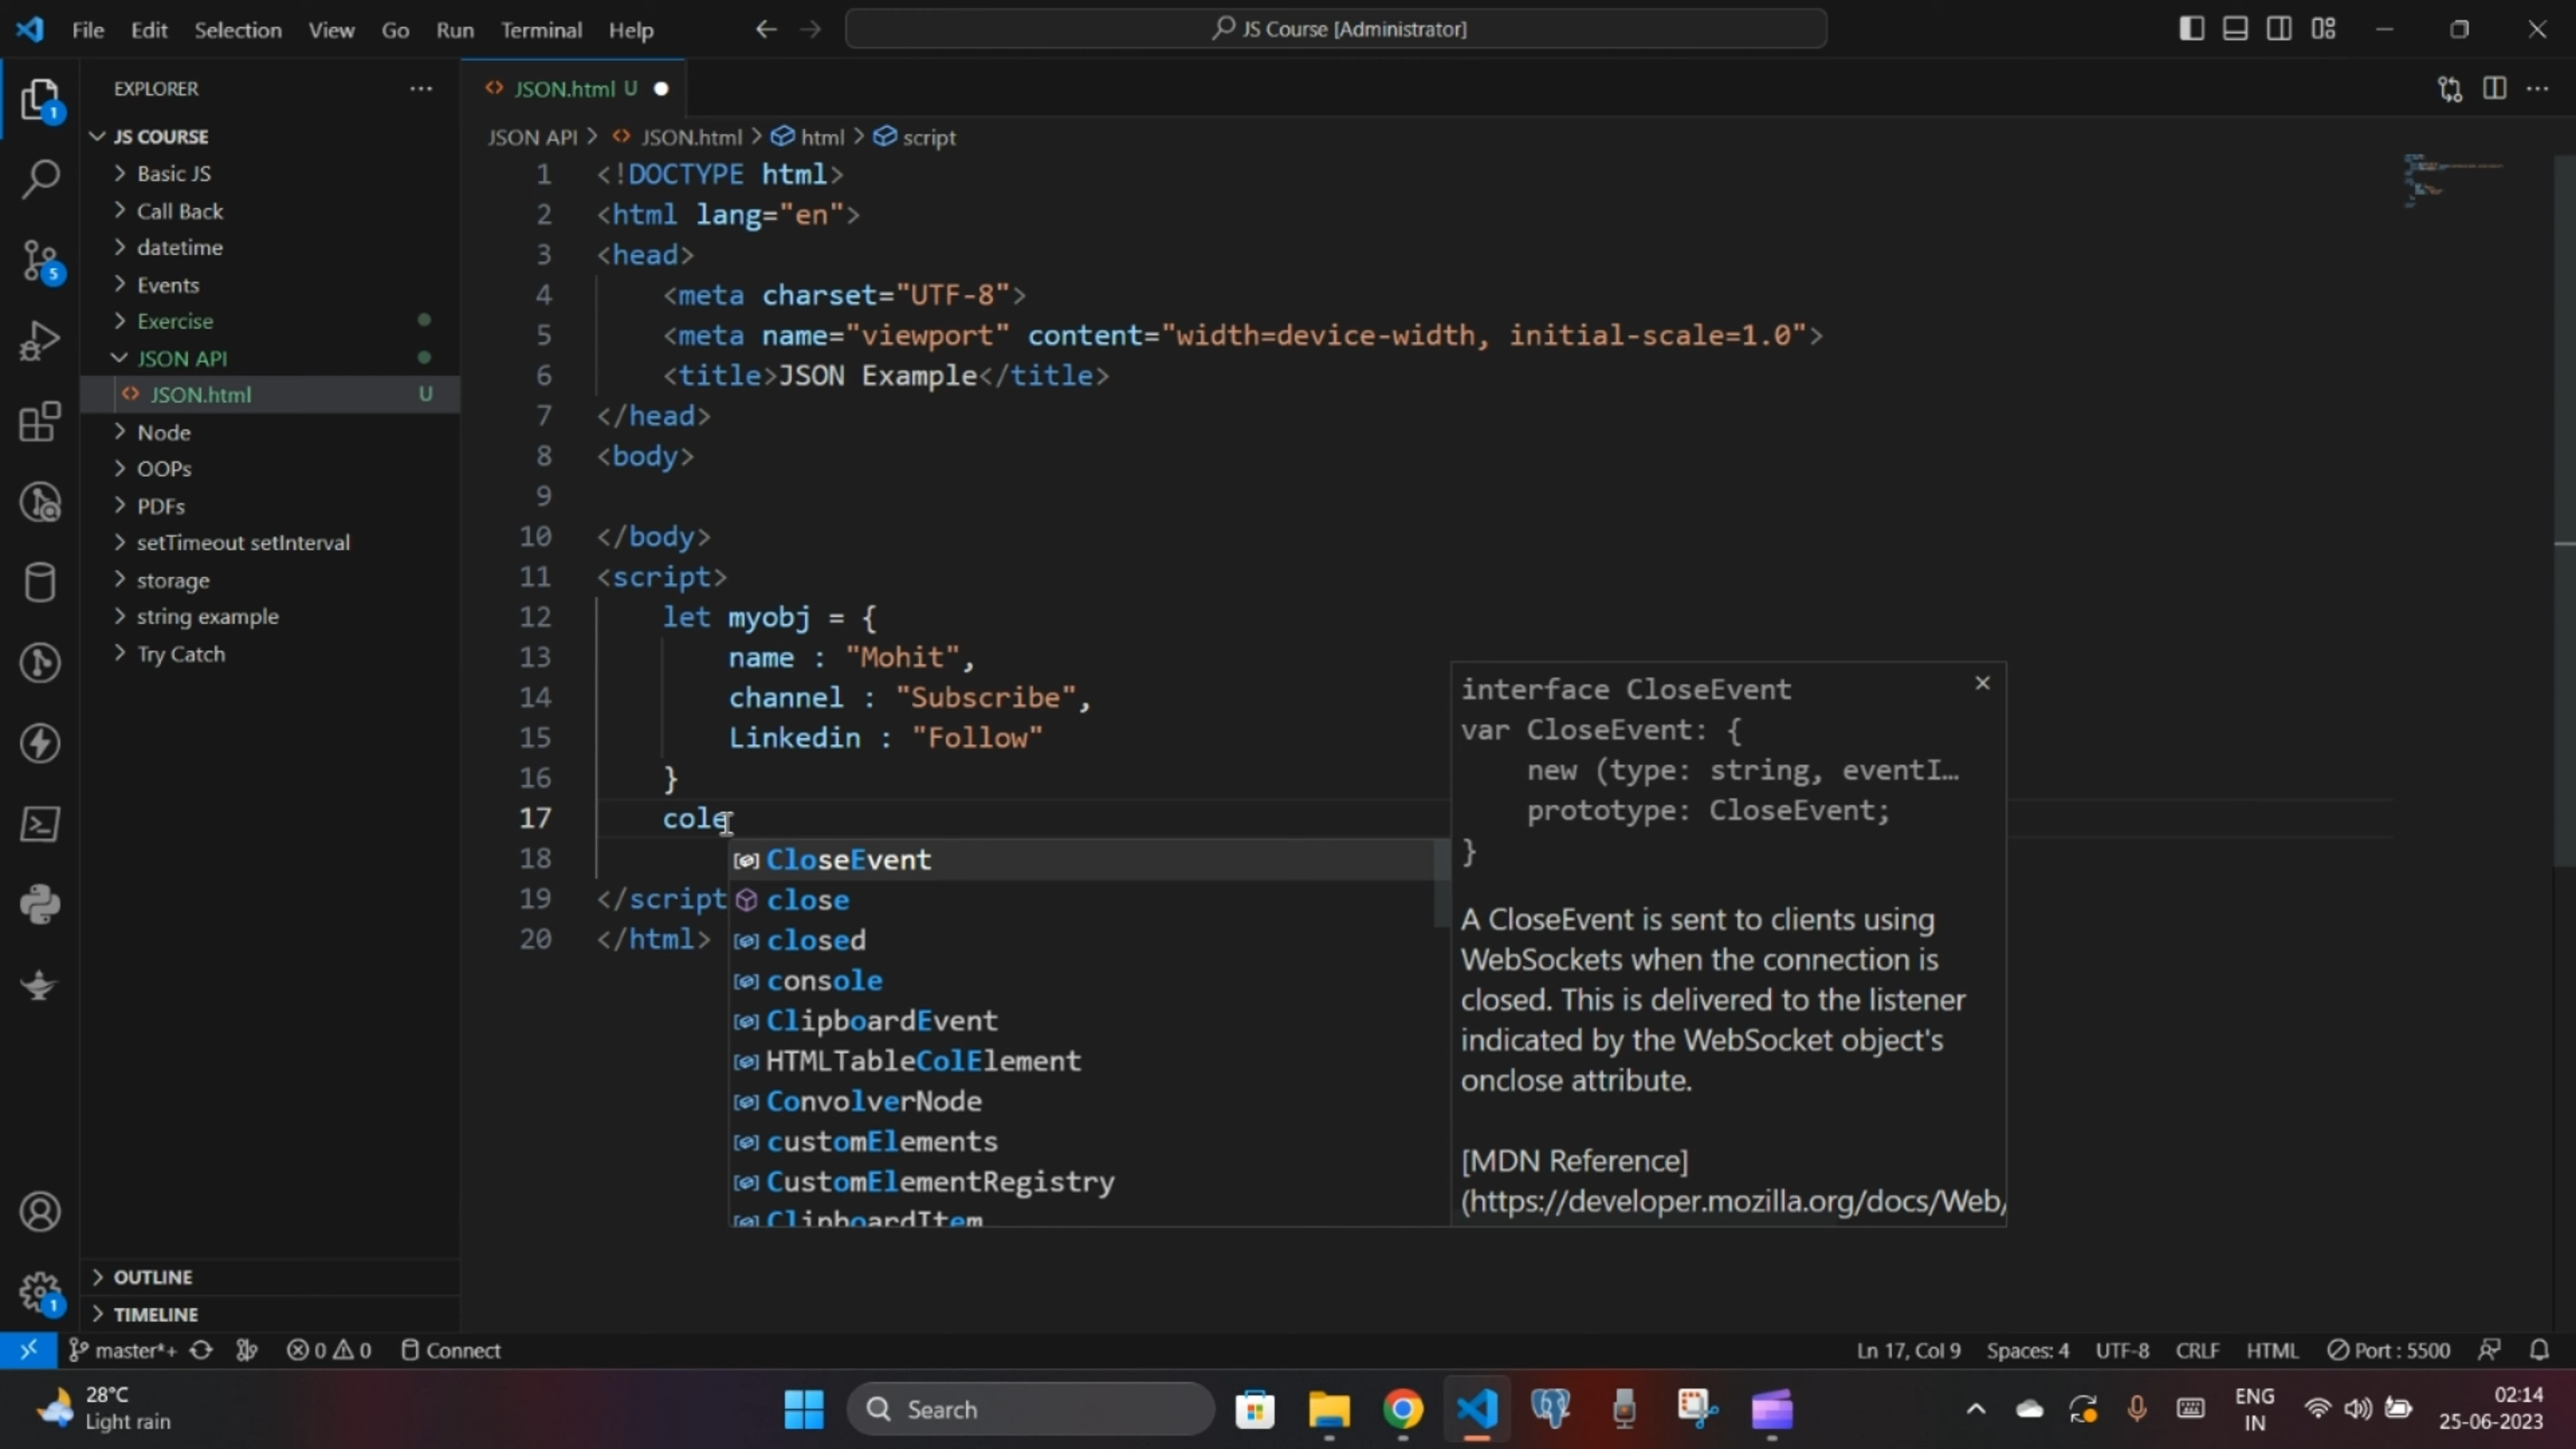 File Edit Selection View Go Run Terminal Help
JS Course [Administrator]
EXPLORER
JS COURSE
Basic JS
Call Back
datetime
Events
Exercise
JSON API
JSON.html U
Node
OOPs
PDFs
setTimeout setInterval
storage
string example
Try Catch
OUTLINE
TIMELINE
1
5
1
JSON.html U
JSON API > JSON.html > html > script
1 <!DOCTYPE html>
2 <html lang="en">
3 <head>
4 <meta charset="UTF-8">
5 <meta name="viewport" content="width=device-width, initial-scale=1.0">
6 <title>JSON Example</title>
7 </head>
8 <body>
9
10 </body>
11 <script>
12 let myobj = {
13 name : "Mohit",
14 channel : "Subscribe",
15 Linkedin : "Follow"
16 }
17 cole
18
19 </script
20 </html>
CloseEvent
close
closed
console
ClipboardEvent
HTMLTableColElement
ConvolverNode
customElements
CustomElementRegistry
ClipboardItem
interface CloseEvent
var CloseEvent: {
new (type: string, eventI…
prototype: CloseEvent;
}
A CloseEvent is sent to clients using
WebSockets when the connection is
closed. This is delivered to the listener
indicated by the WebSocket object's
onclose attribute.
[MDN Reference]
(https://developer.mozilla.org/docs/Web/
master*+ 0 0 Connect
Ln 17, Col 9 Spaces: 4 UTF-8 CRLF HTML Port : 5500
28°C
Light rain
Search
ENG
IN
02:14
25-06-2023